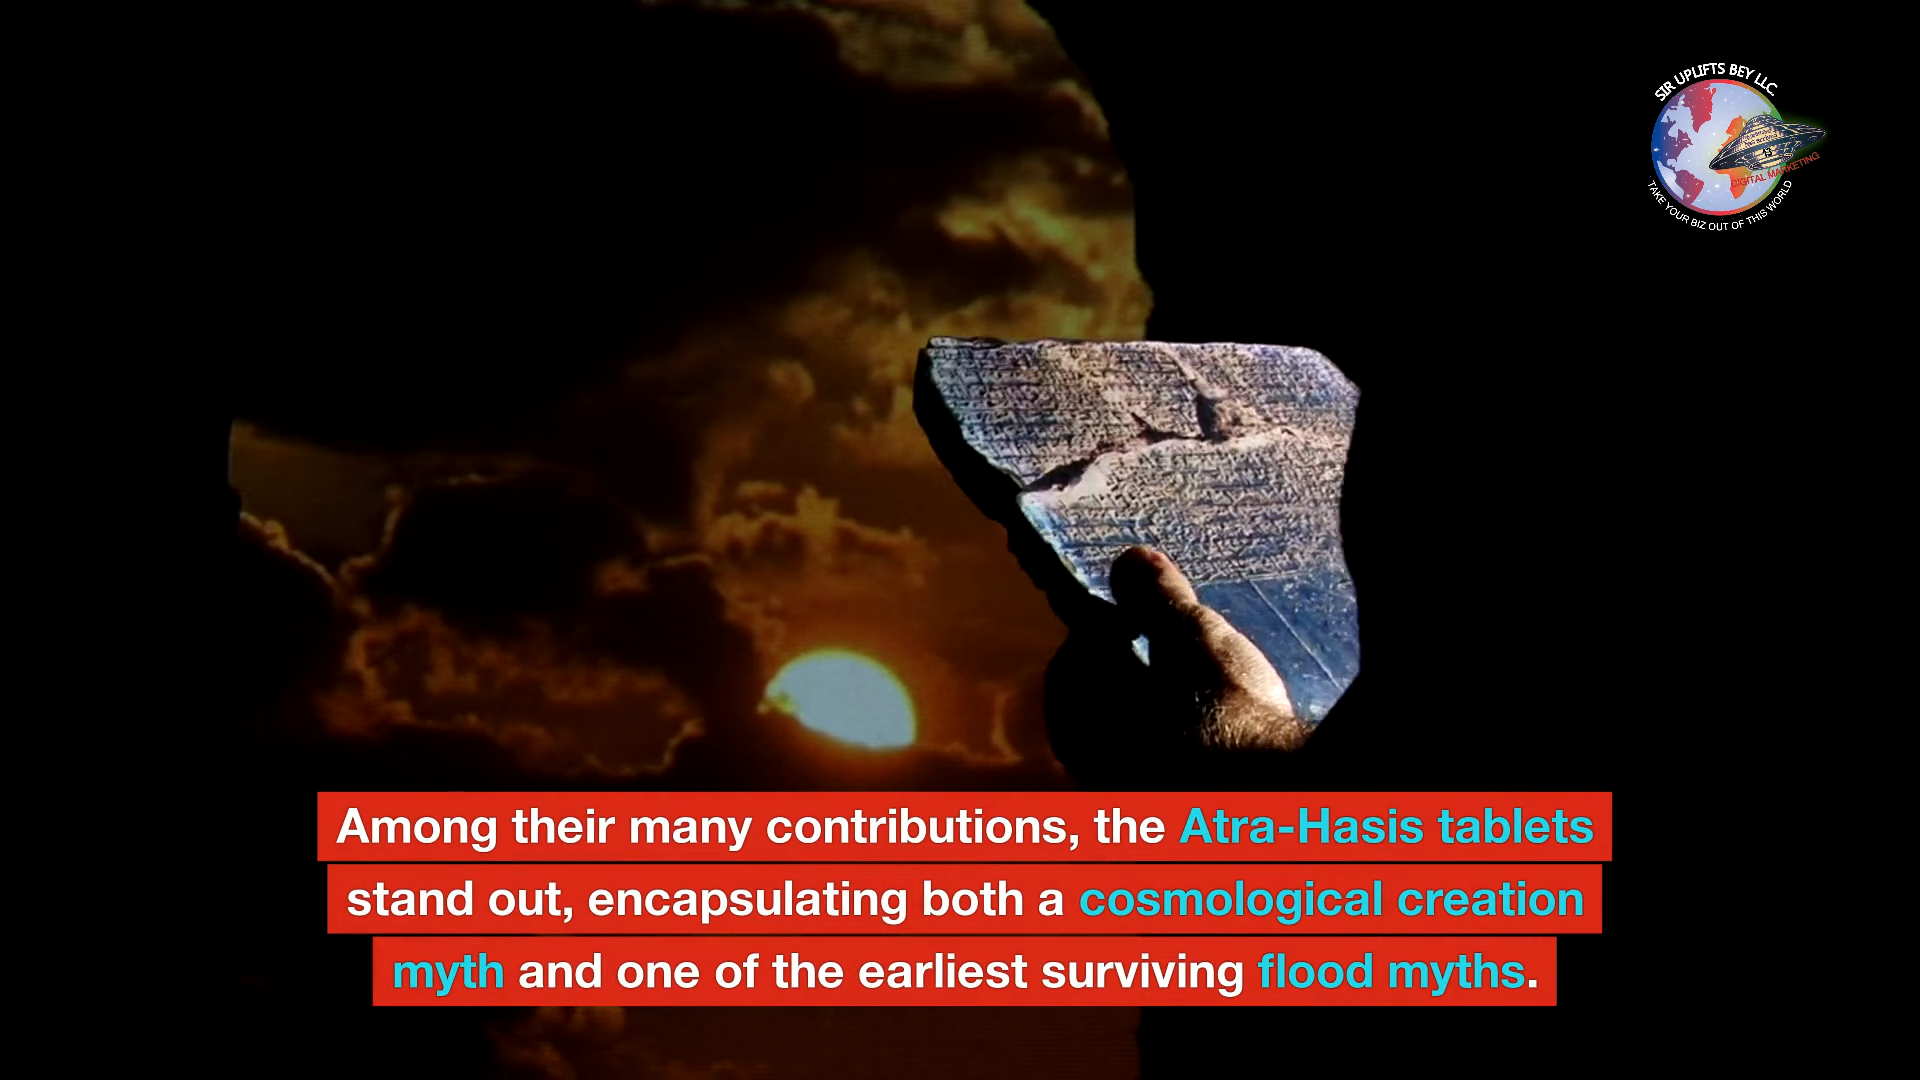 SIR UPLIFTS BEY LLC.
DIGITAL MARKETING
TAKE YOUR BIZ OUT OF THIS WORLD
Among their many contributions, the Atra-Hasis tablets
stand out, encapsulating both a cosmological creation
myth and one of the earliest surviving flood myths.